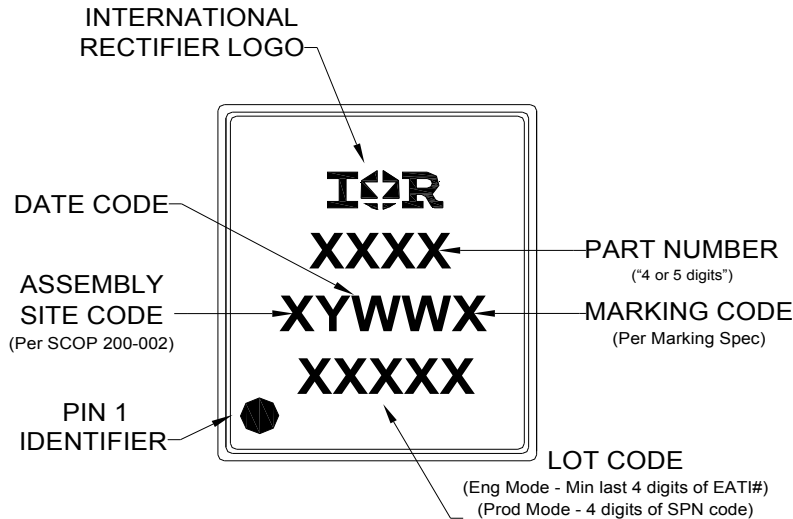 INTERNATIONAL
RECTIFIER LOGO
IOR
DATE CODE
XXXX
PART NUMBER
(“4 or 5 digits”)
ASSEMBLY
SITE CODE
(Per SCOP 200-002)
XYWWX
MARKING CODE
(Per Marking Spec)
XXXXX
PIN 1
IDENTIFIER
LOT CODE
(Eng Mode - Min last 4 digits of EATI#)
(Prod Mode - 4 digits of SPN code)